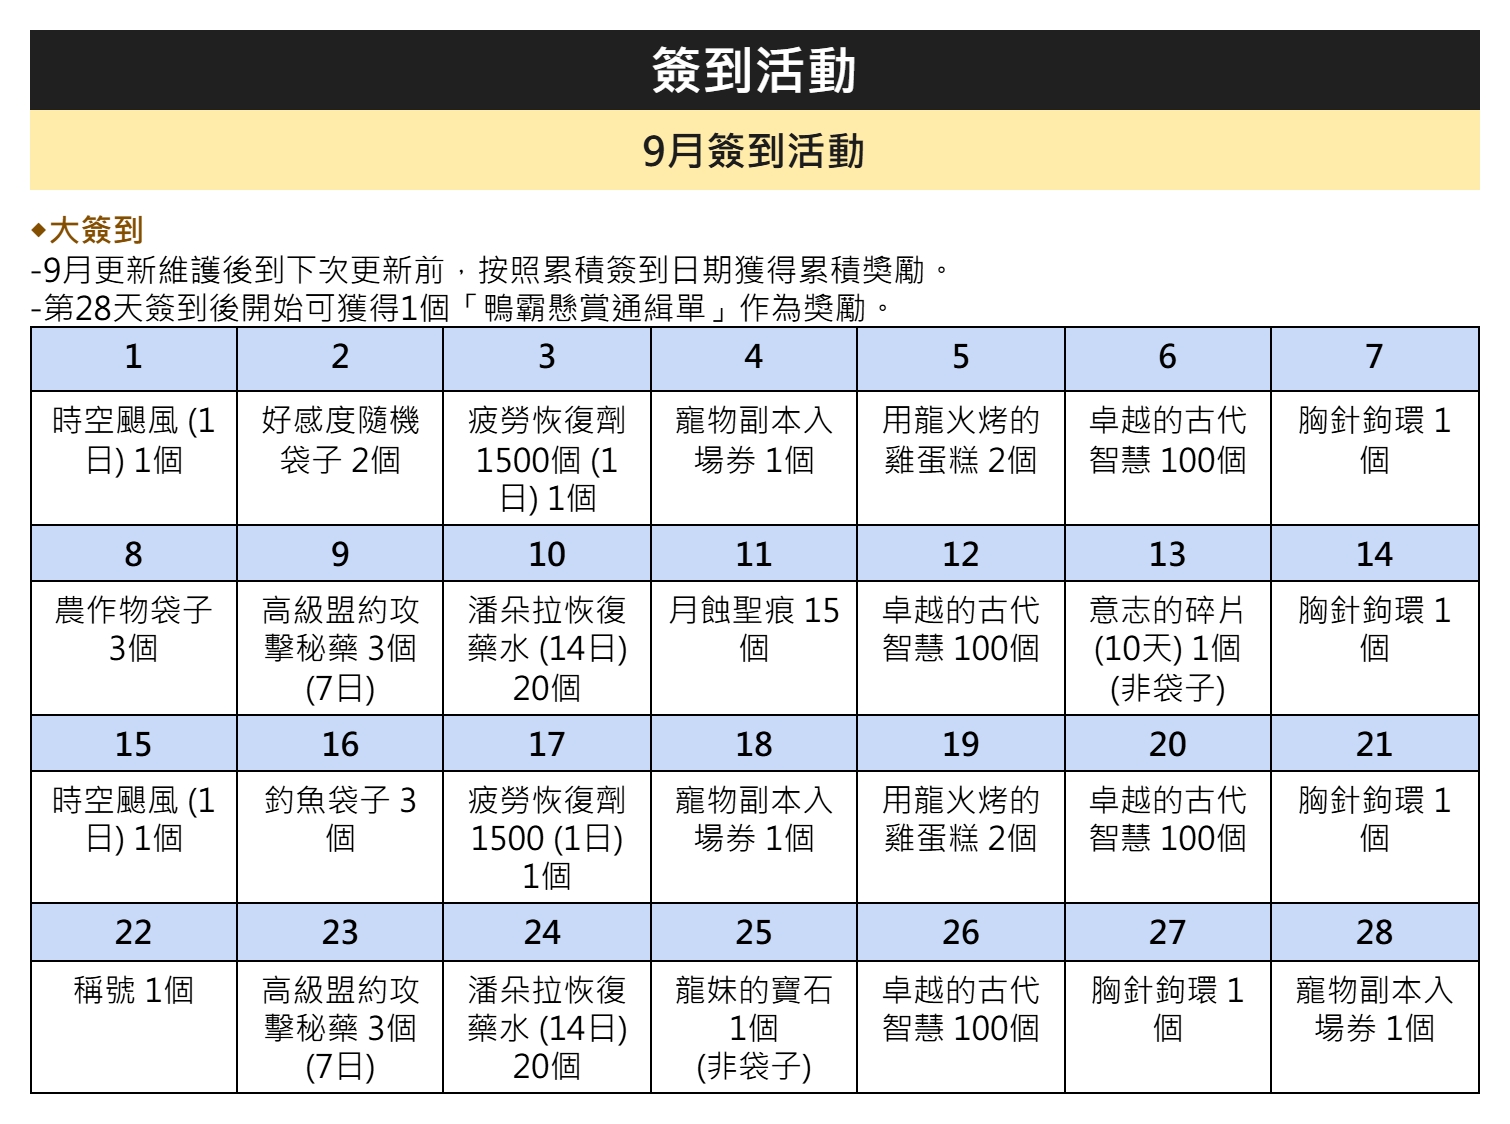 簽到活動
9月簽到活動
◆大簽到
-9月更新維護後到下次更新前，按照累積簽到日期獲得累積獎勵。
-第28天簽到後開始可獲得1個「鴨霸懸賞通緝單」作為獎勵。
1 2 3 4 5 6 7
時空颶風 (1
日) 1個
好感度隨機
袋子 2個
疲勞恢復劑
1500個 (1
日) 1個
寵物副本入
場券 1個
用龍火烤的
雞蛋糕 2個
卓越的古代
智慧 100個
胸針鉤環 1
個
8 9 10 11 12 13 14
農作物袋子
3個
高級盟約攻
擊秘藥 3個
(7日)
潘朵拉恢復
藥水 (14日)
20個
月蝕聖痕 15
個
卓越的古代
智慧 100個
意志的碎片
(10天) 1個
(非袋子)
胸針鉤環 1
個
15 16 17 18 19 20 21
時空颶風 (1
日) 1個
釣魚袋子 3
個
疲勞恢復劑
1500 (1日)
1個
寵物副本入
場券 1個
用龍火烤的
雞蛋糕 2個
卓越的古代
智慧 100個
胸針鉤環 1
個
22 23 24 25 26 27 28
稱號 1個
高級盟約攻
擊秘藥 3個
(7日)
潘朵拉恢復
藥水 (14日)
20個
龍妹的寶石
1個
(非袋子)
卓越的古代
智慧 100個
胸針鉤環 1
個
寵物副本入
場券 1個